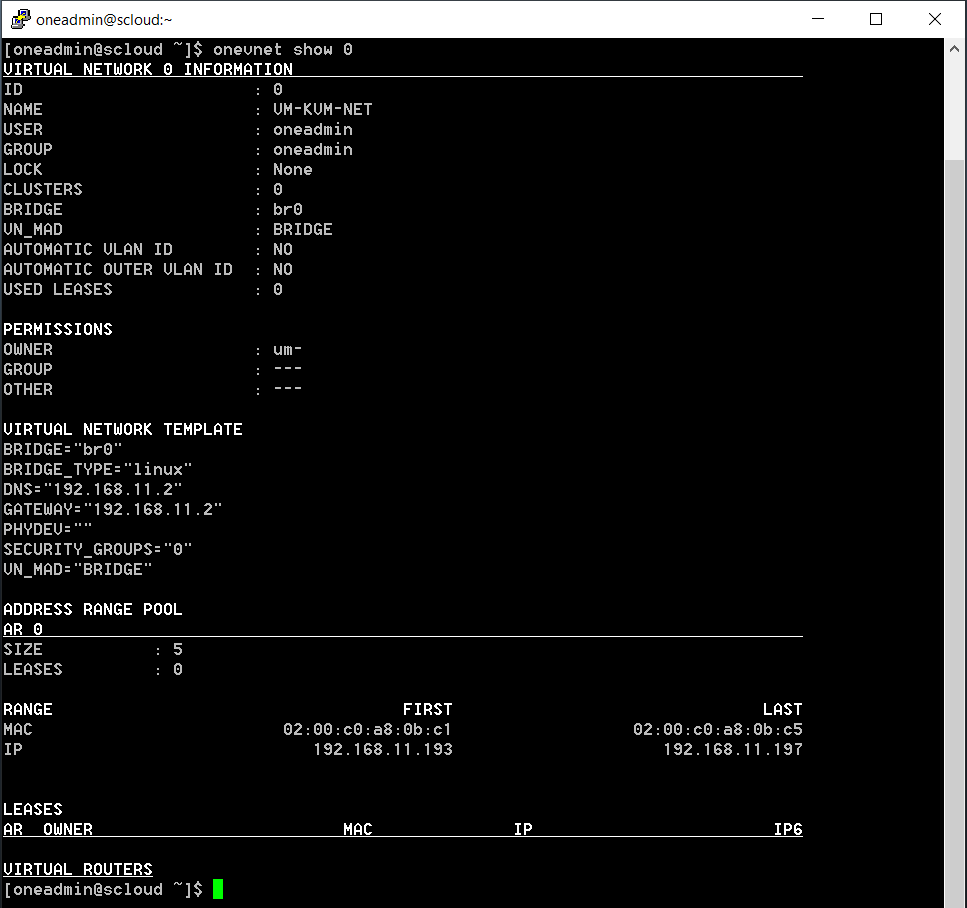 oneadmin@scloud:~
[oneadmin@scloud ~]$ onevnet show 0
VIRTUAL NETWORK 0 INFORMATION
ID : 0
NAME : VM-KVM-NET
USER : oneadmin
GROUP : oneadmin
LOCK : None
CLUSTERS : 0
BRIDGE : br0
VN_MAD : BRIDGE
AUTOMATIC VLAN ID : NO
AUTOMATIC OUTER VLAN ID : NO
USED LEASES : 0
PERMISSIONS
OWNER : um-
GROUP : ---
OTHER : ---
VIRTUAL NETWORK TEMPLATE
BRIDGE="br0"
BRIDGE_TYPE="linux"
DNS="192.168.11.2"
GATEWAY="192.168.11.2"
PHYDEV=""
SECURITY_GROUPS="0"
VN_MAD="BRIDGE"
ADDRESS RANGE POOL
AR 0
SIZE : 5
LEASES : 0
RANGE FIRST LAST
MAC 02:00:c0:a8:0b:c1 02:00:c0:a8:0b:c5
IP 192.168.11.193 192.168.11.197
LEASES
AR OWNER MAC IP IP6
VIRTUAL ROUTERS
[oneadmin@scloud ~]$